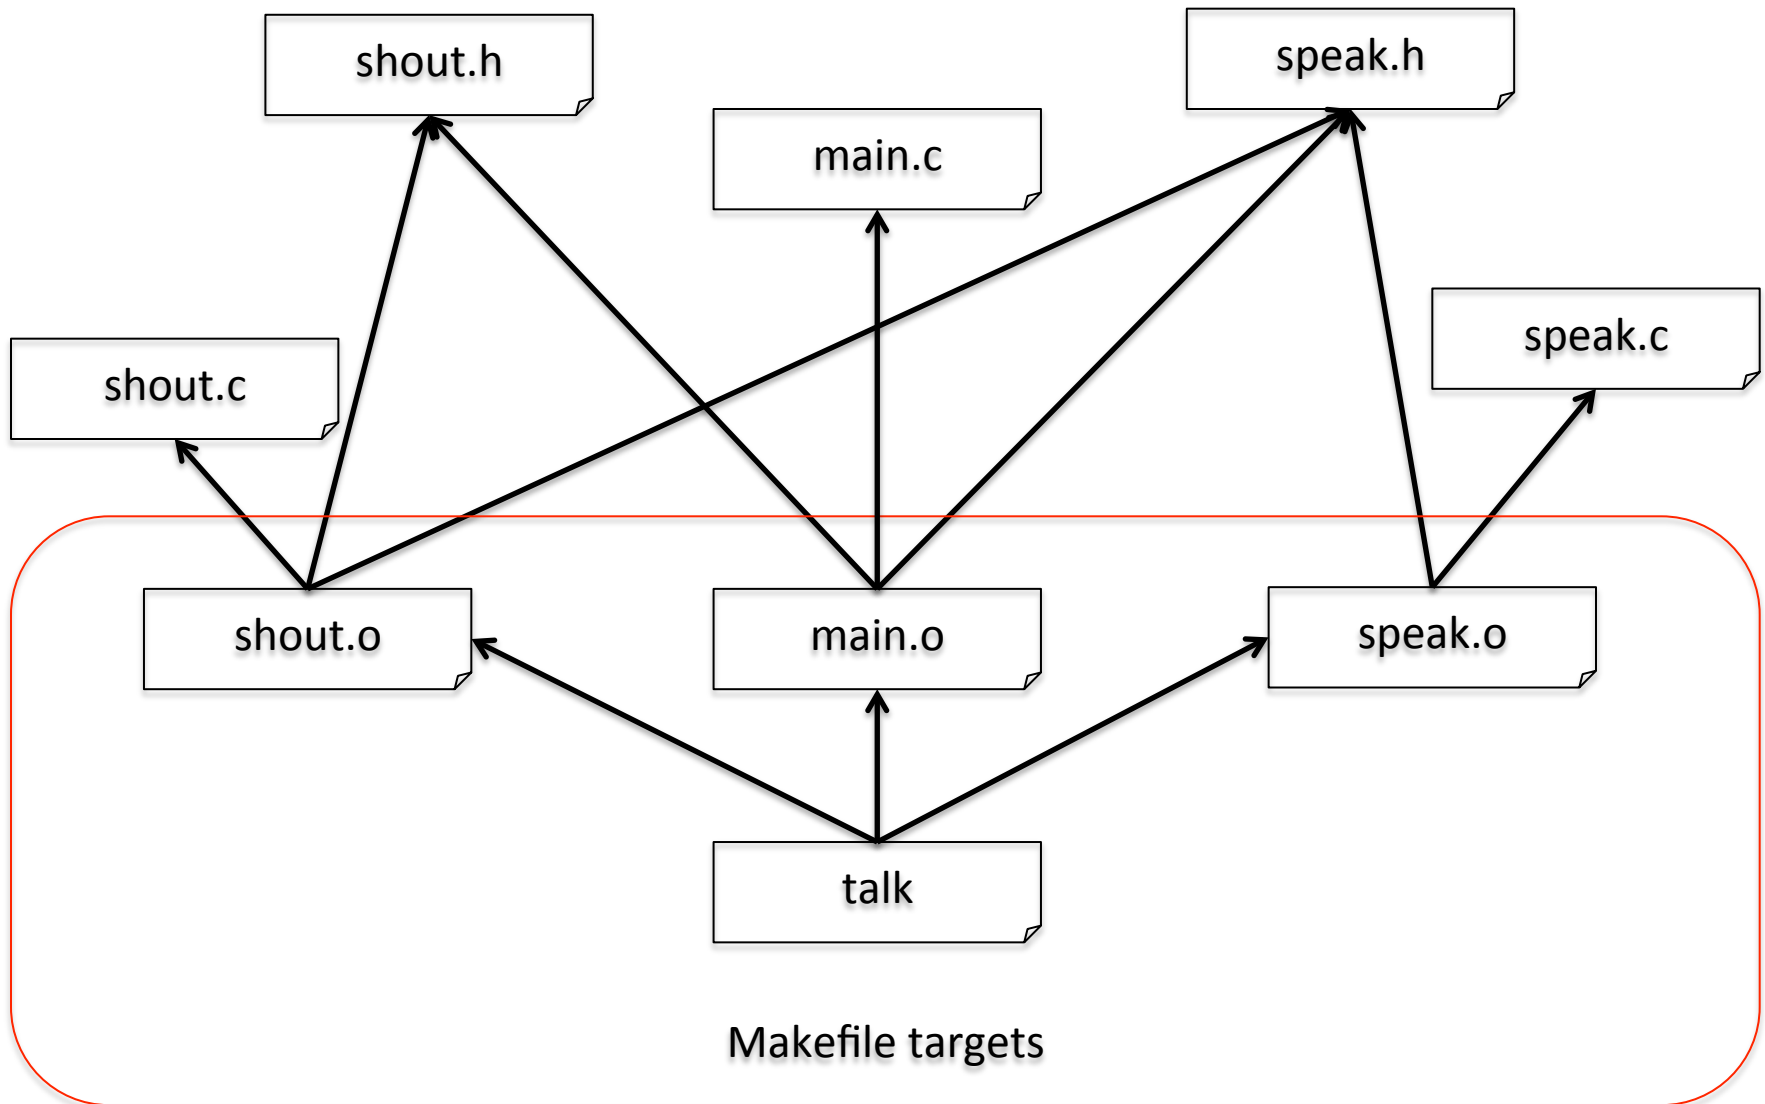 shout.h
speak.h
main.c
speak.c
shout.c
shout.o
main.o
speak.o
talk
Makefile targets